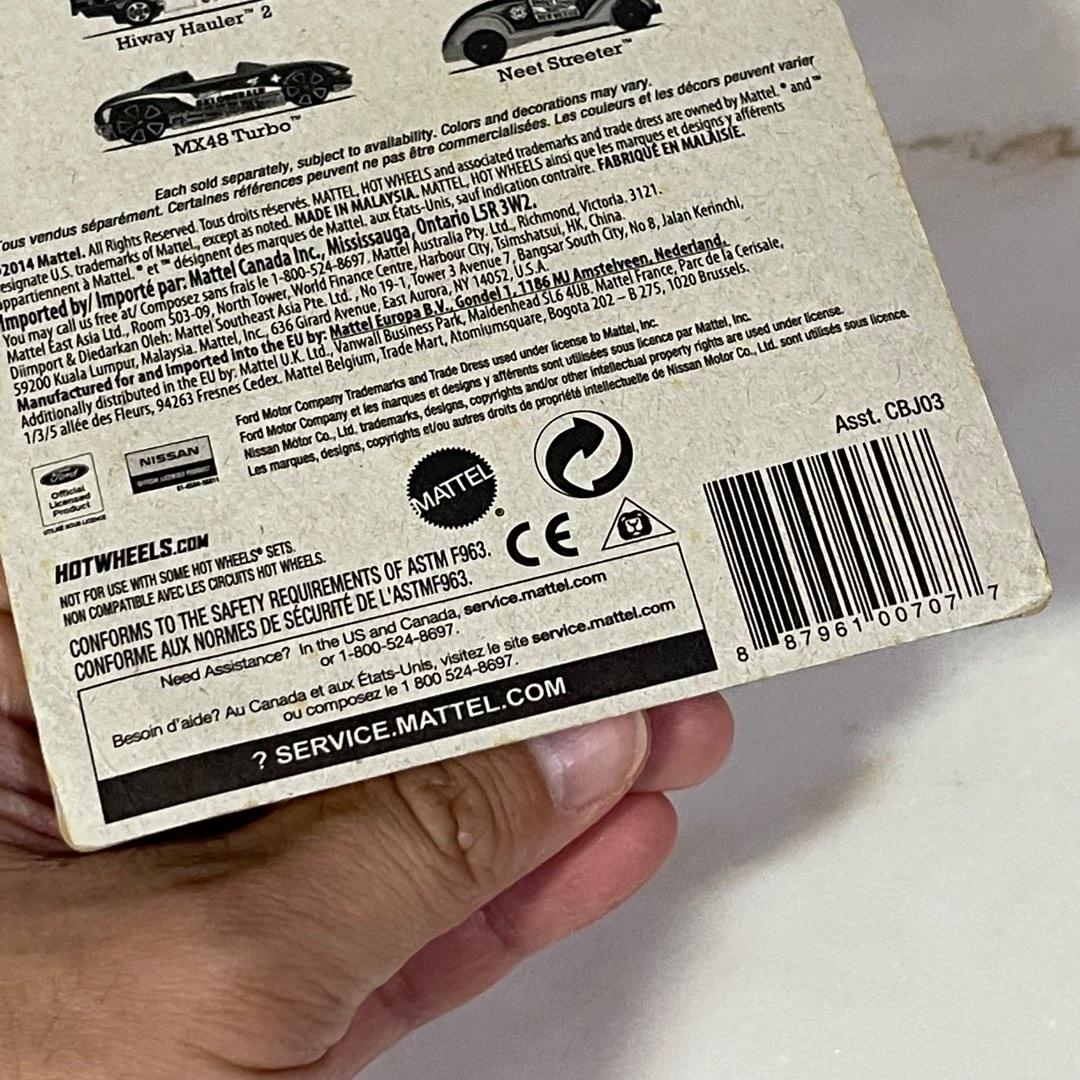 Hiway Hauler™ 2
Neet Streeter™
MX48 Turbo™
Each sold separately, subject to availability. Colors and decorations may vary.
Tous vendus séparément. Certaines références peuvent ne pas être commercialisées. Les couleurs et les décors peuvent varier
2014 Mattel. All Rights Reserved. Tous droits réservés. MATTEL, HOT WHEELS and associated trademarks and trade dress are owned by Mattel. ® and ™
designate U.S. trademarks of Mattel, except as noted. MADE IN MALAYSIA. MATTEL, HOT WHEELS ainsi que les marques et designs y afférents
appartiennent à Mattel. ® et ™ désignent des marques de Mattel aux États-Unis, sauf indication contraire. FABRIQUÉ EN MALAISIE.
Imported by/ Importé par: Mattel Canada Inc., Mississauga, Ontario L5R 3W2.
You may call us free at/ Composez sans frais le 1-800-524-8697. Mattel Australia Pty. Ltd., Richmond, Victoria. 3121.
Mattel East Asia Ltd., Room 503-09, North Tower, World Finance Centre, Harbour City, Tsimshatsui, HK, China.
Diimport & Diedarkan Oleh: Mattel Southeast Asia Pte. Ltd., No 19-1, Tower 3 Avenue 7, Bangsar South City, No 8, Jalan Kerinchi,
59200 Kuala Lumpur, Malaysia. Mattel, Inc., 636 Girard Avenue, East Aurora, NY 14052, U.S.A.
Manufactured for and imported into the EU by: Mattel Europa B.V., Gondel 1, 1186 MJ Amstelveen, Nederland.
Additionally distributed in the EU by: Mattel U.K. Ltd., Vanwall Business Park, Maidenhead SL6 4UB. Mattel France, Parc de la Cerisaie,
1/3/5 allée des Fleurs, 94263 Fresnes Cedex. Mattel Belgium, Trade Mart, Atomiumsquare, Bogota 202 – B 275, 1020 Brussels.
Ford Motor Company Trademarks and Trade Dress used under license to Mattel, Inc.
Ford Motor Company et les marques et designs y afférents sont utilisées sous licence par Mattel, Inc.
Nissan Motor Co., Ltd. trademarks, designs, copyrights and/or other intellectual property rights are used under license.
Les marques, designs, copyrights et/ou autres droits de propriété intellectuelle de Nissan Motor Co., Ltd. sont utilisés sous licence.
Ford
Official
Licensed
Product
NISSAN
MATTEL®
CE
Asst. CBJ03
HOTWHEELS.COM
NOT FOR USE WITH SOME HOT WHEELS® SETS.
NON COMPATIBLE AVEC LES CIRCUITS HOT WHEELS.
CONFORMS TO THE SAFETY REQUIREMENTS OF ASTM F963.
CONFORME AUX NORMES DE SÉCURITÉ DE L'ASTMF963.
Need Assistance? In the US and Canada, service.mattel.com
or 1-800-524-8697.
Besoin d'aide? Au Canada et aux États-Unis, visitez le site service.mattel.com
ou composez le 1 800 524-8697.
? SERVICE.MATTEL.COM
8 87961 00707 7